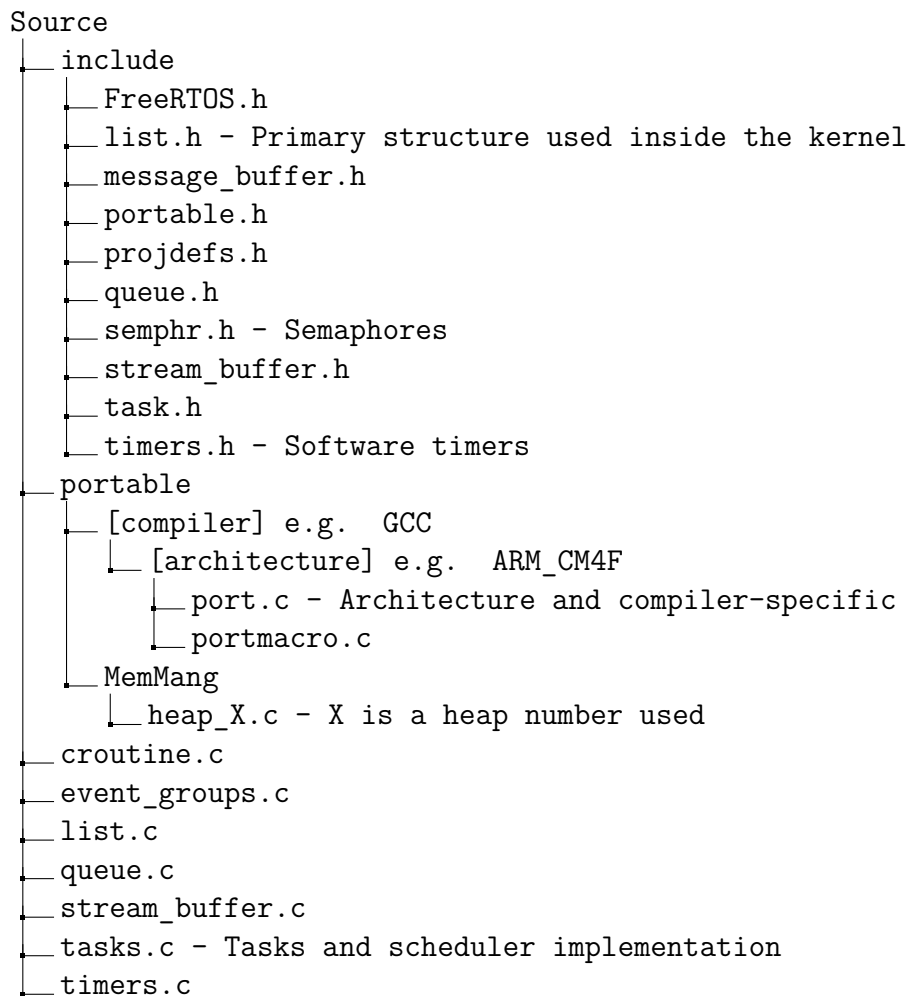 Source
include
FreeRTOS.h
list.h - Primary structure used inside the kernel
message_buffer.h
portable.h
projdefs.h
queue.h
semphr.h - Semaphores
stream_buffer.h
task.h
timers.h - Software timers
portable
[compiler] e.g. GCC
[architecture] e.g. ARM_CM4F
port.c - Architecture and compiler-specific
portmacro.c
MemMang
heap_X.c - X is a heap number used
croutine.c
event_groups.c
list.c
queue.c
stream_buffer.c
tasks.c - Tasks and scheduler implementation
timers.c